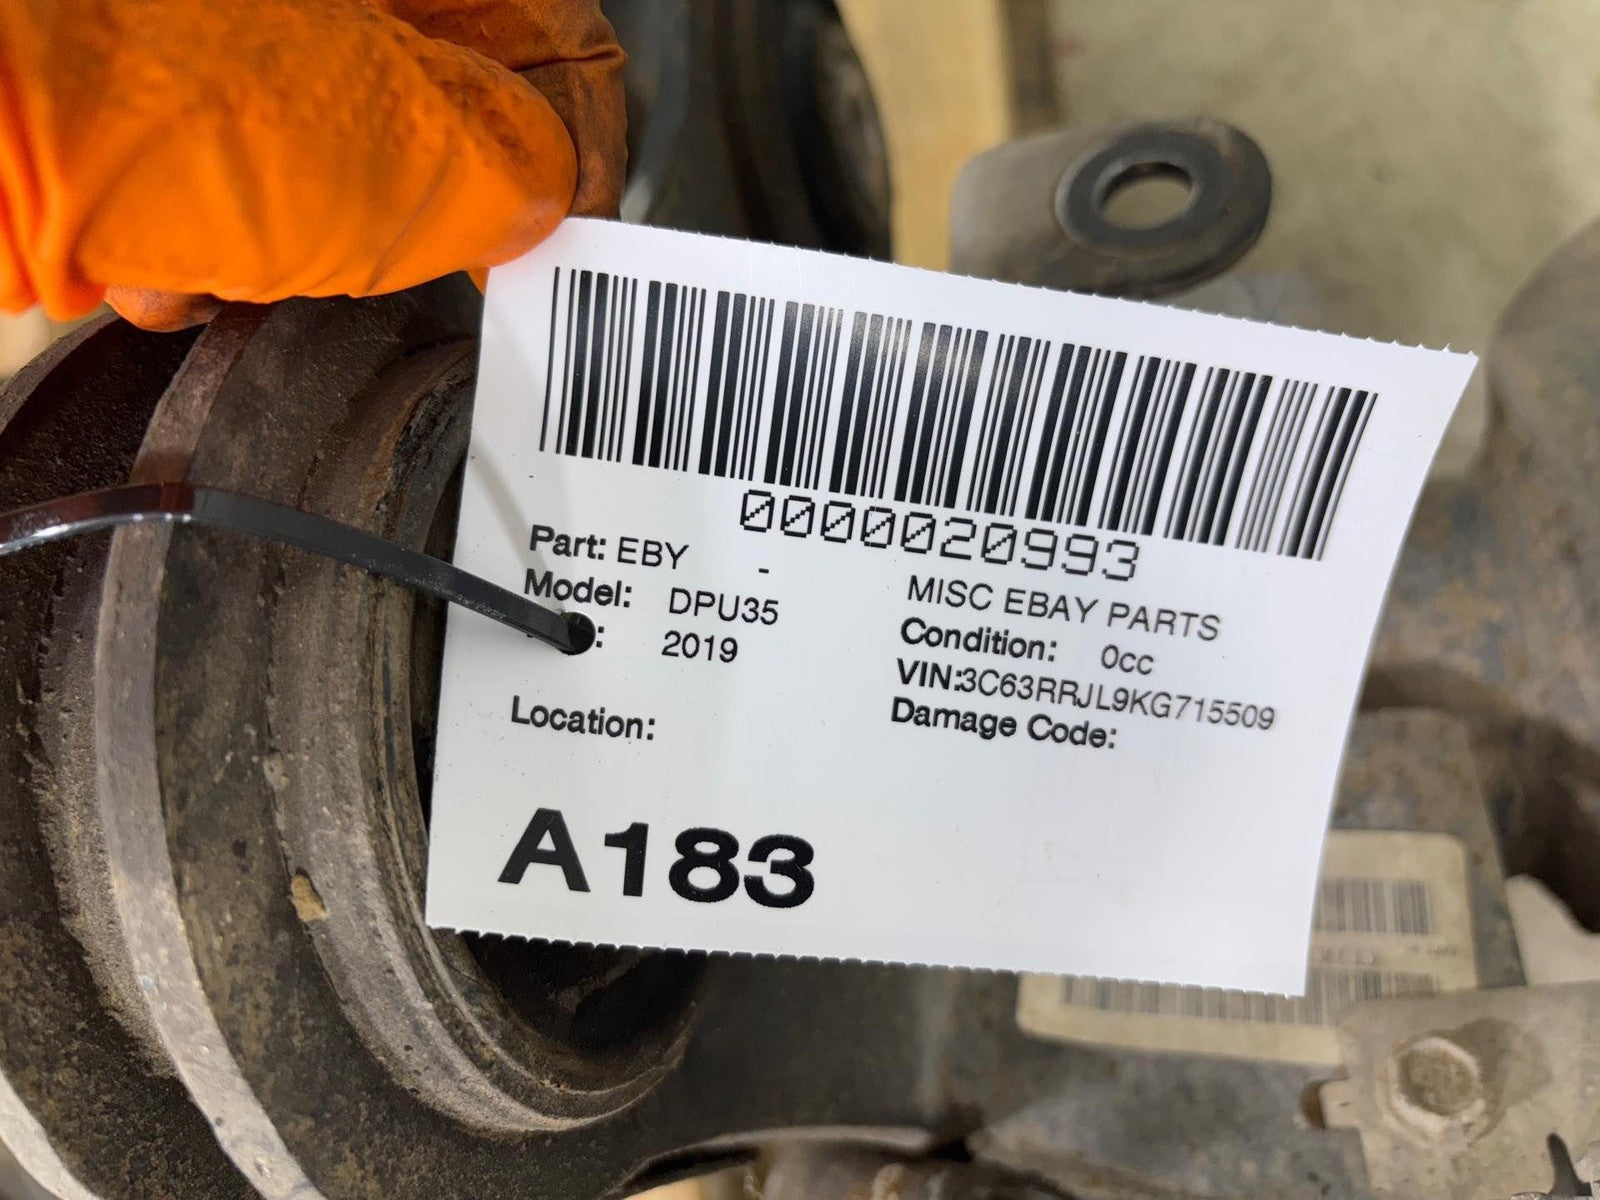 0000020993
Part: EBY -
MISC EBAY PARTS
Model: DPU35
Condition: 0cc
: 2019
VIN:3C63RRJL9KG715509
Location:
Damage Code:
A183